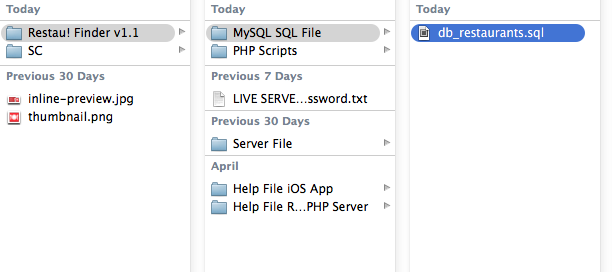 Today
Restau! Finder v1.1
SC
Previous 30 Days
inline-preview.jpg
thumbnail.png
Today
MySQL SQL File
PHP Scripts
Previous 7 Days
LIVE SERVE...ssword.txt
Previous 30 Days
Server File
April
Help File iOS App
Help File R...PHP Server
Today
db_restaurants.sql